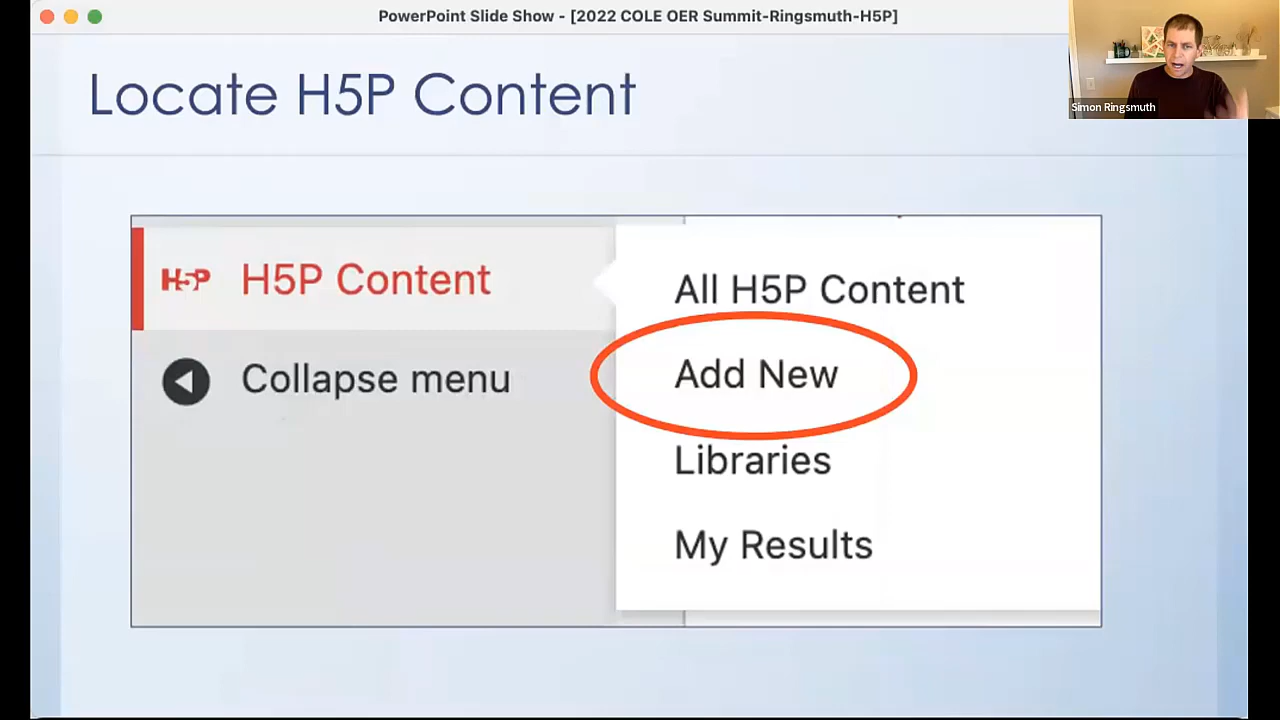 PowerPoint Slide Show - [2022 COLE OER Summit-Ringsmuth-H5P]
Simon Ringsmuth
Locate H5P Content
H5P H5P Content
Collapse menu
All H5P Content
Add New
Libraries
My Results